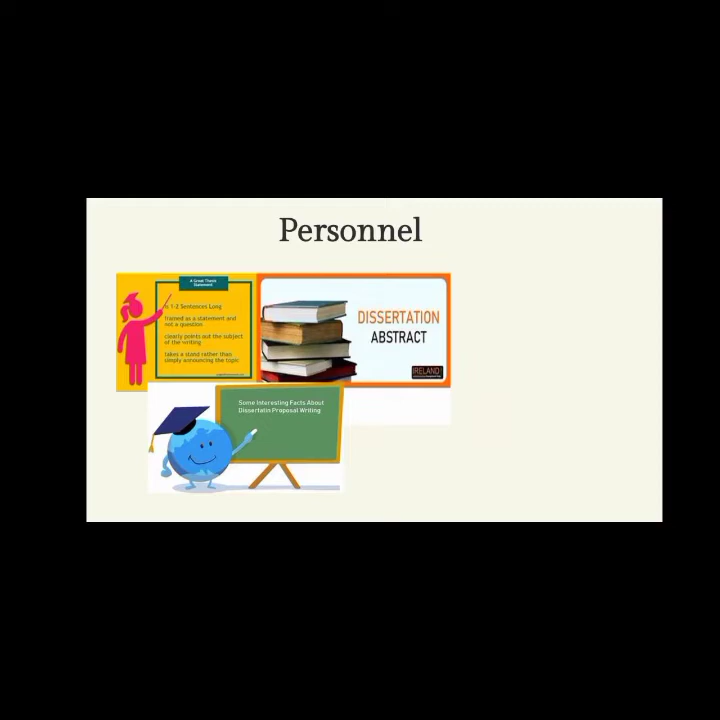 Personnel
A Great Thesis
Statement
is 1-2 Sentences Long
framed as a statement and
not a question
clearly points out the subject
of the writing
takes a stand rather than
simply announcing the topic
DISSERTATION
ABSTRACT
IRELAND
Some Interesting Facts About
Dissertatin Proposal Writing